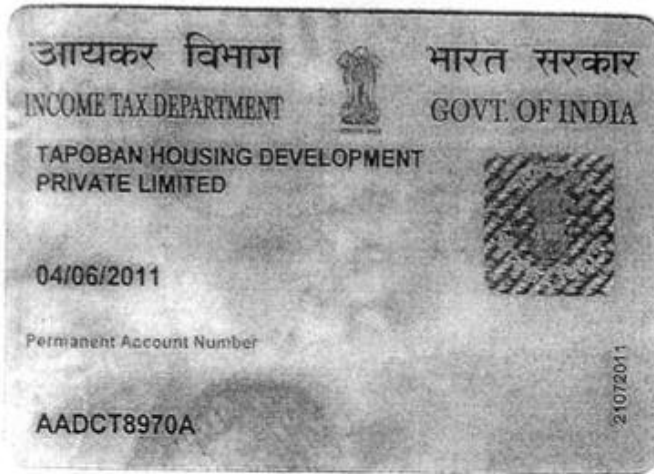 आयकर विभाग
INCOME TAX DEPARTMENT
भारत सरकार
GOVT. OF INDIA
TAPOBAN HOUSING DEVELOPMENT
PRIVATE LIMITED
04/06/2011
Permanent Account Number
AADCT8970A
21072011